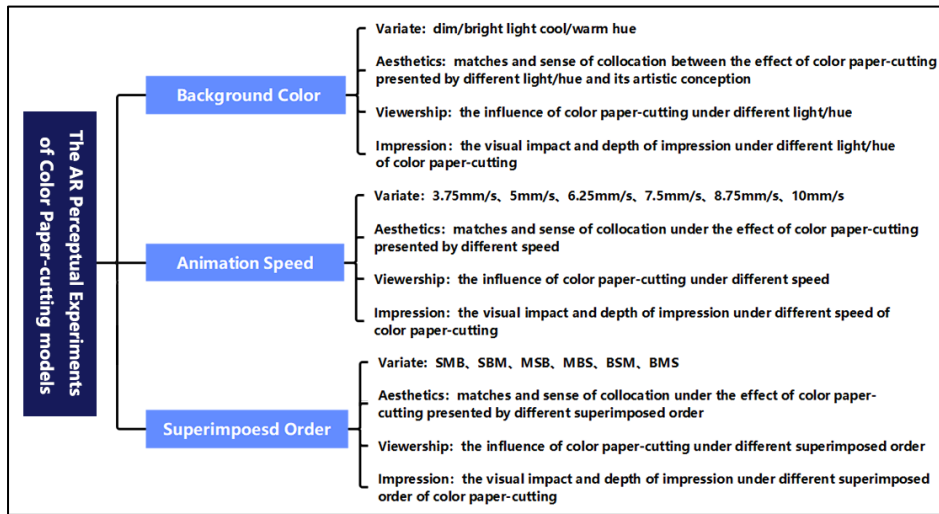 The AR Perceptual Experiments
of Color Paper-cutting models
Background Color
Variate: dim/bright light cool/warm hue
Aesthetics: matches and sense of collocation between the effect of color paper-cutting
presented by different light/hue and its artistic conception
Viewership: the influence of color paper-cutting under different light/hue
Impression: the visual impact and depth of impression under different light/hue
of color paper-cutting
Animation Speed
Variate: 3.75mm/s、5mm/s、6.25mm/s、7.5mm/s、8.75mm/s、10mm/s
Aesthetics: matches and sense of collocation under the effect of color paper-cutting
presented by different speed
Viewership: the influence of color paper-cutting under different speed
Impression: the visual impact and depth of impression under different speed of
color paper-cutting
Superimpoesd Order
Variate: SMB、SBM、MSB、MBS、BSM、BMS
Aesthetics: matches and sense of collocation under the effect of color paper-
cutting presented by different superimposed order
Viewership: the influence of color paper-cutting under different superimposed order
Impression: the visual impact and depth of impression under different superimposed
order of color paper-cutting